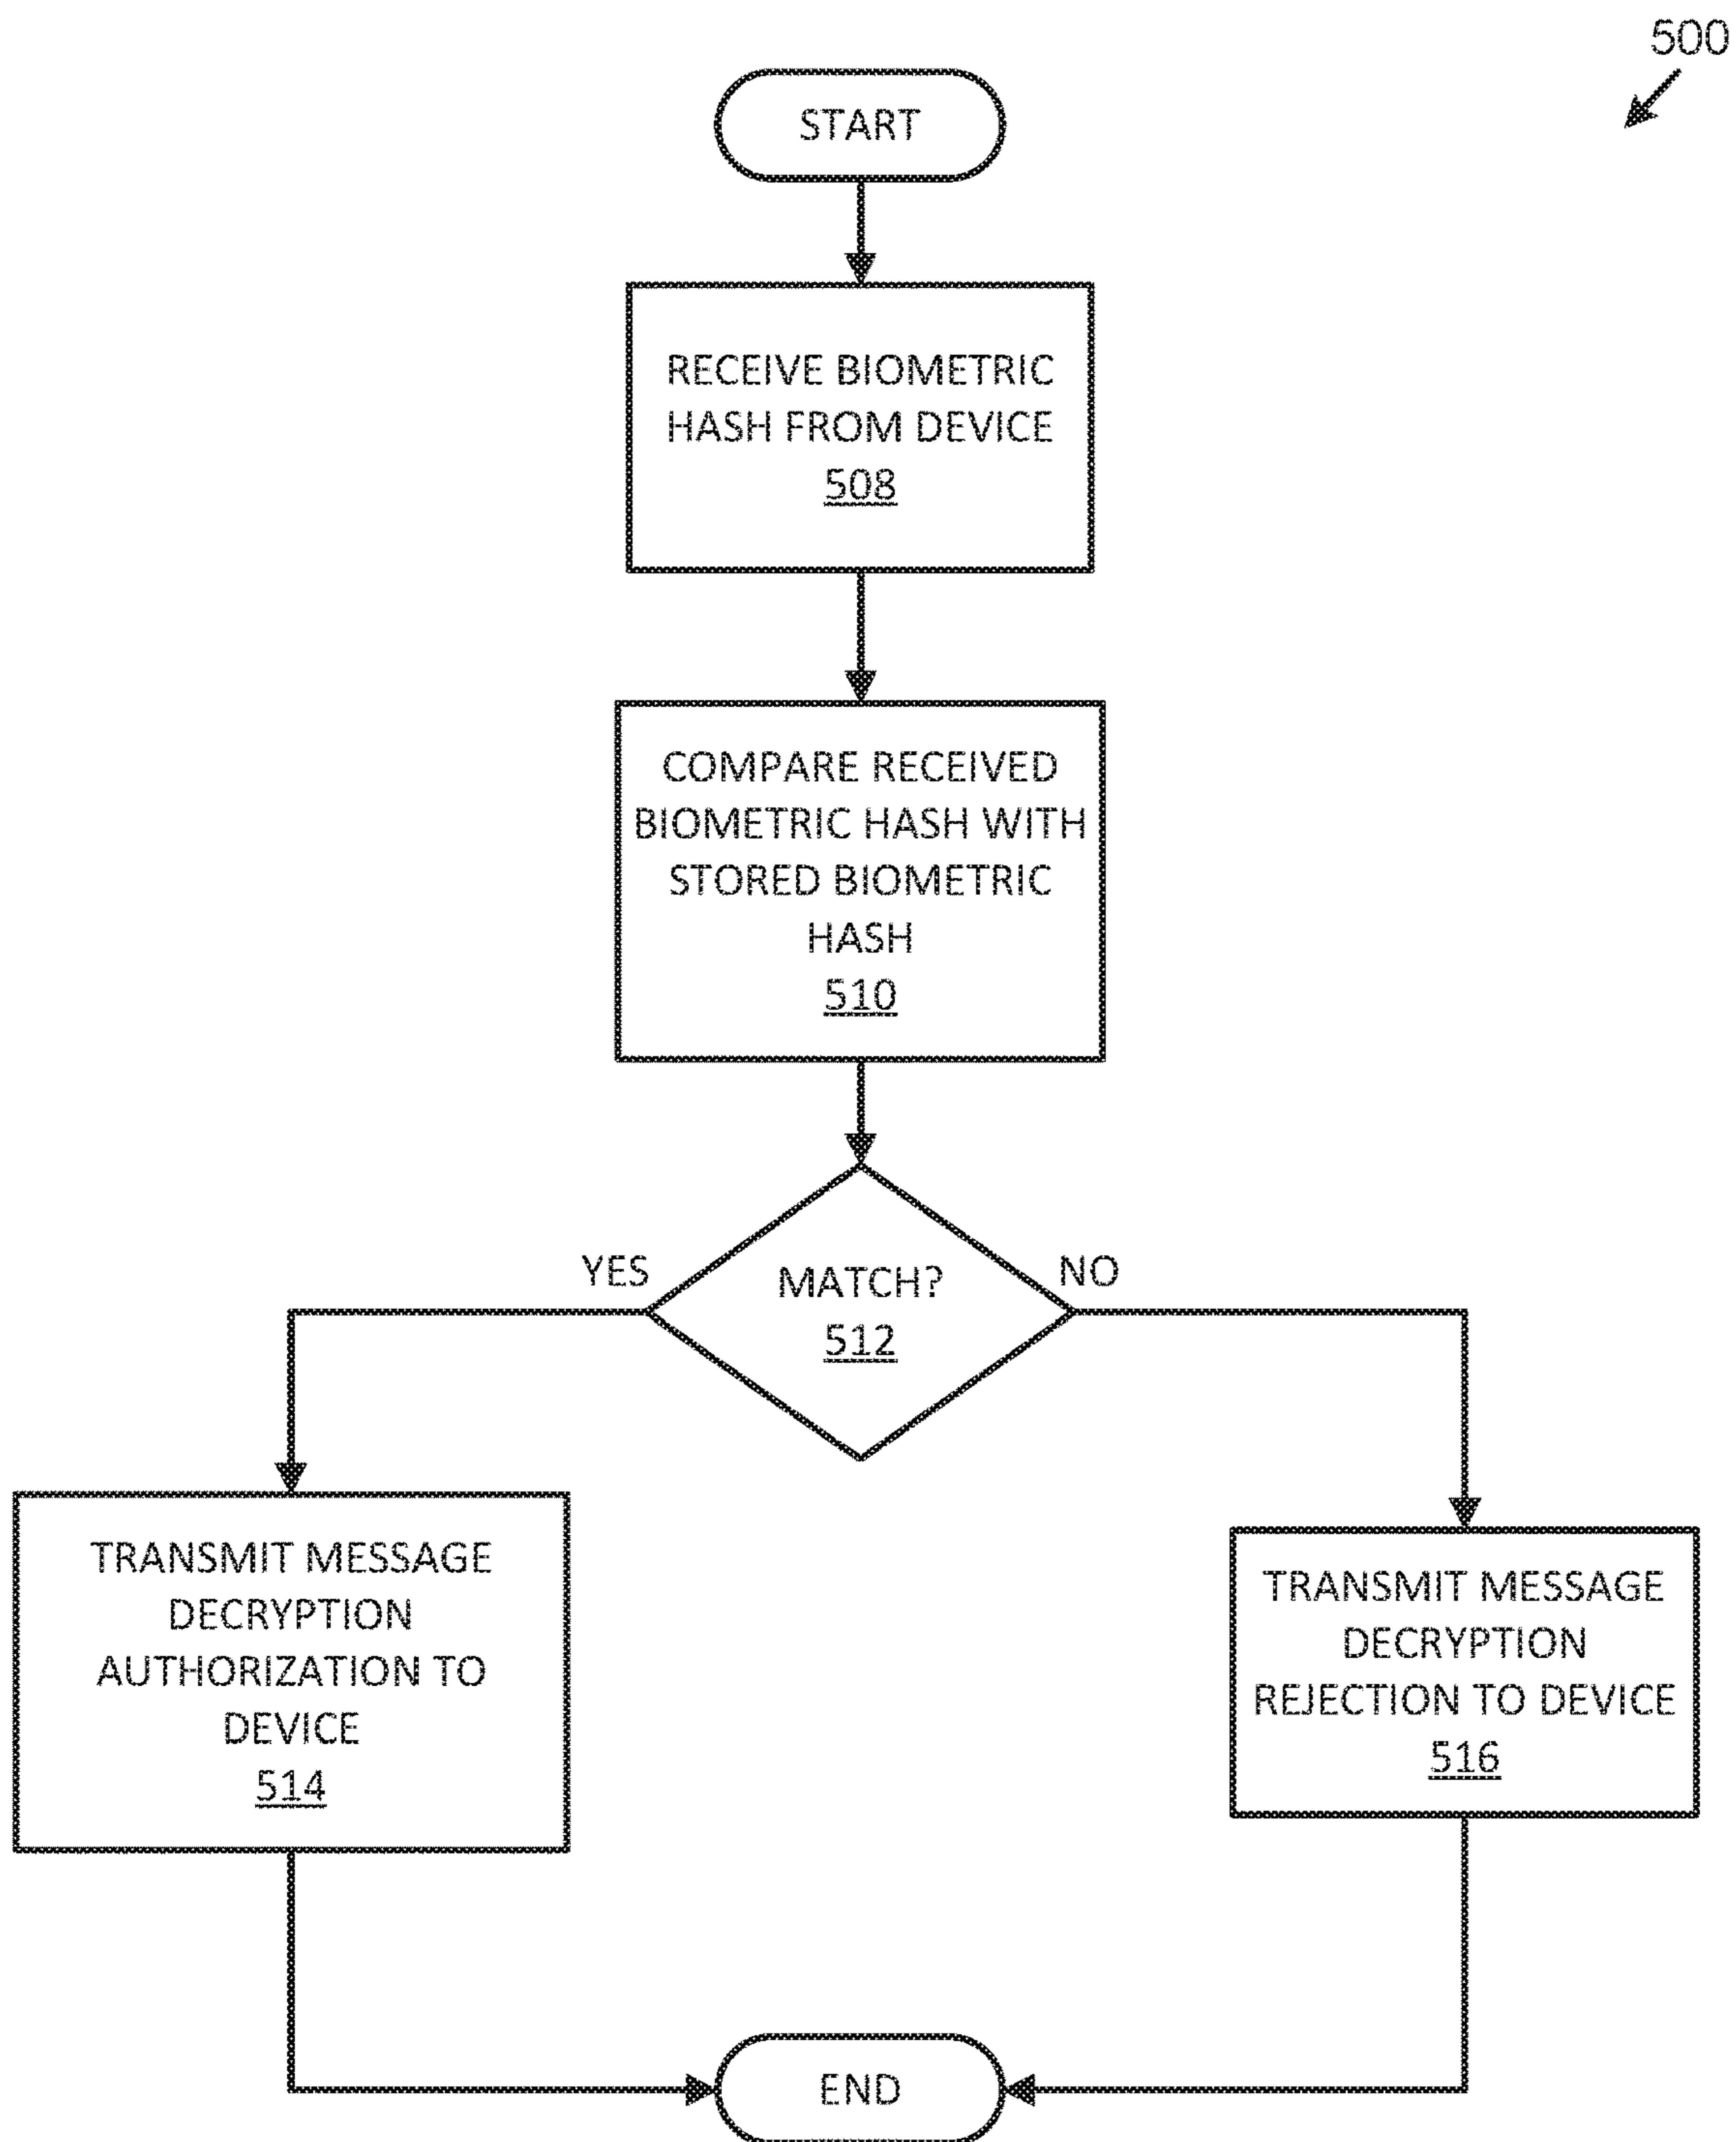 500
START
RECEIVE BIOMETRIC
HASH FROM DEVICE
508
COMPARE RECEIVED
BIOMETRIC HASH WITH
STORED BIOMETRIC
HASH
510
YES
MATCH?
NO
512
TRANSMIT MESSAGE
DECRYPTION
AUTHORIZATION TO
DEVICE
514
TRANSMIT MESSAGE
DECRYPTION
REJECTION TO DEVICE
516
END